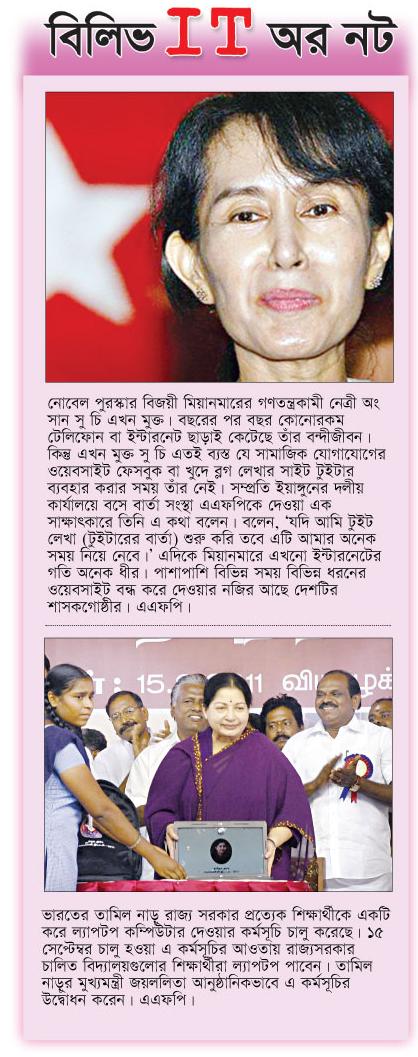 বিলিভ IT অর নট
নোবেল পুরস্কার বিজয়ী মিয়ানমারের গণতন্ত্রকামী নেত্রী অং
সান সু চি এখন মুক্ত। বছরের পর বছর কোনোরকম
টেলিফোন বা ইন্টারনেট ছাড়াই কেটেছে তাঁর বন্দীজীবন।
কিন্তু এখন মুক্ত সু চি এতই ব্যস্ত যে সামাজিক যোগাযোগের
ওয়েবসাইট ফেসবুক বা খুদে ব্লগ লেখার সাইট টুইটার
ব্যবহার করার সময় তাঁর নেই। সম্প্রতি ইয়াঙ্গুনের দলীয়
কার্যালয়ে বসে বার্তা সংস্থা এএফপিকে দেওয়া এক
সাক্ষাৎকারে তিনি এ কথা বলেন। বলেন, ‘যদি আমি টুইট
লেখা (টুইটারের বার্তা) শুরু করি তবে এটি আমার অনেক
সময় নিয়ে নেবে।’ এদিকে মিয়ানমারে এখনো ইন্টারনেটের
গতি অনেক ধীর। পাশাপাশি বিভিন্ন সময় বিভিন্ন ধরনের
ওয়েবসাইট বন্ধ করে দেওয়ার নজির আছে দেশটির
শাসকগোষ্ঠীর। এএফপি।
ভারতের তামিল নাড়ু রাজ্য সরকার প্রত্যেক শিক্ষার্থীকে একটি
করে ল্যাপটপ কম্পিউটার দেওয়ার কর্মসূচি চালু করেছে। ১৫
সেপ্টেম্বর চালু হওয়া এ কর্মসূচির আওতায় রাজ্যসরকার
চালিত বিদ্যালয়গুলোর শিক্ষার্থীরা ল্যাপটপ পাবেন। তামিল
নাড়ুর মুখ্যমন্ত্রী জয়ললিতা আনুষ্ঠানিকভাবে এ কর্মসূচির
উদ্বোধন করেন। এএফপি।